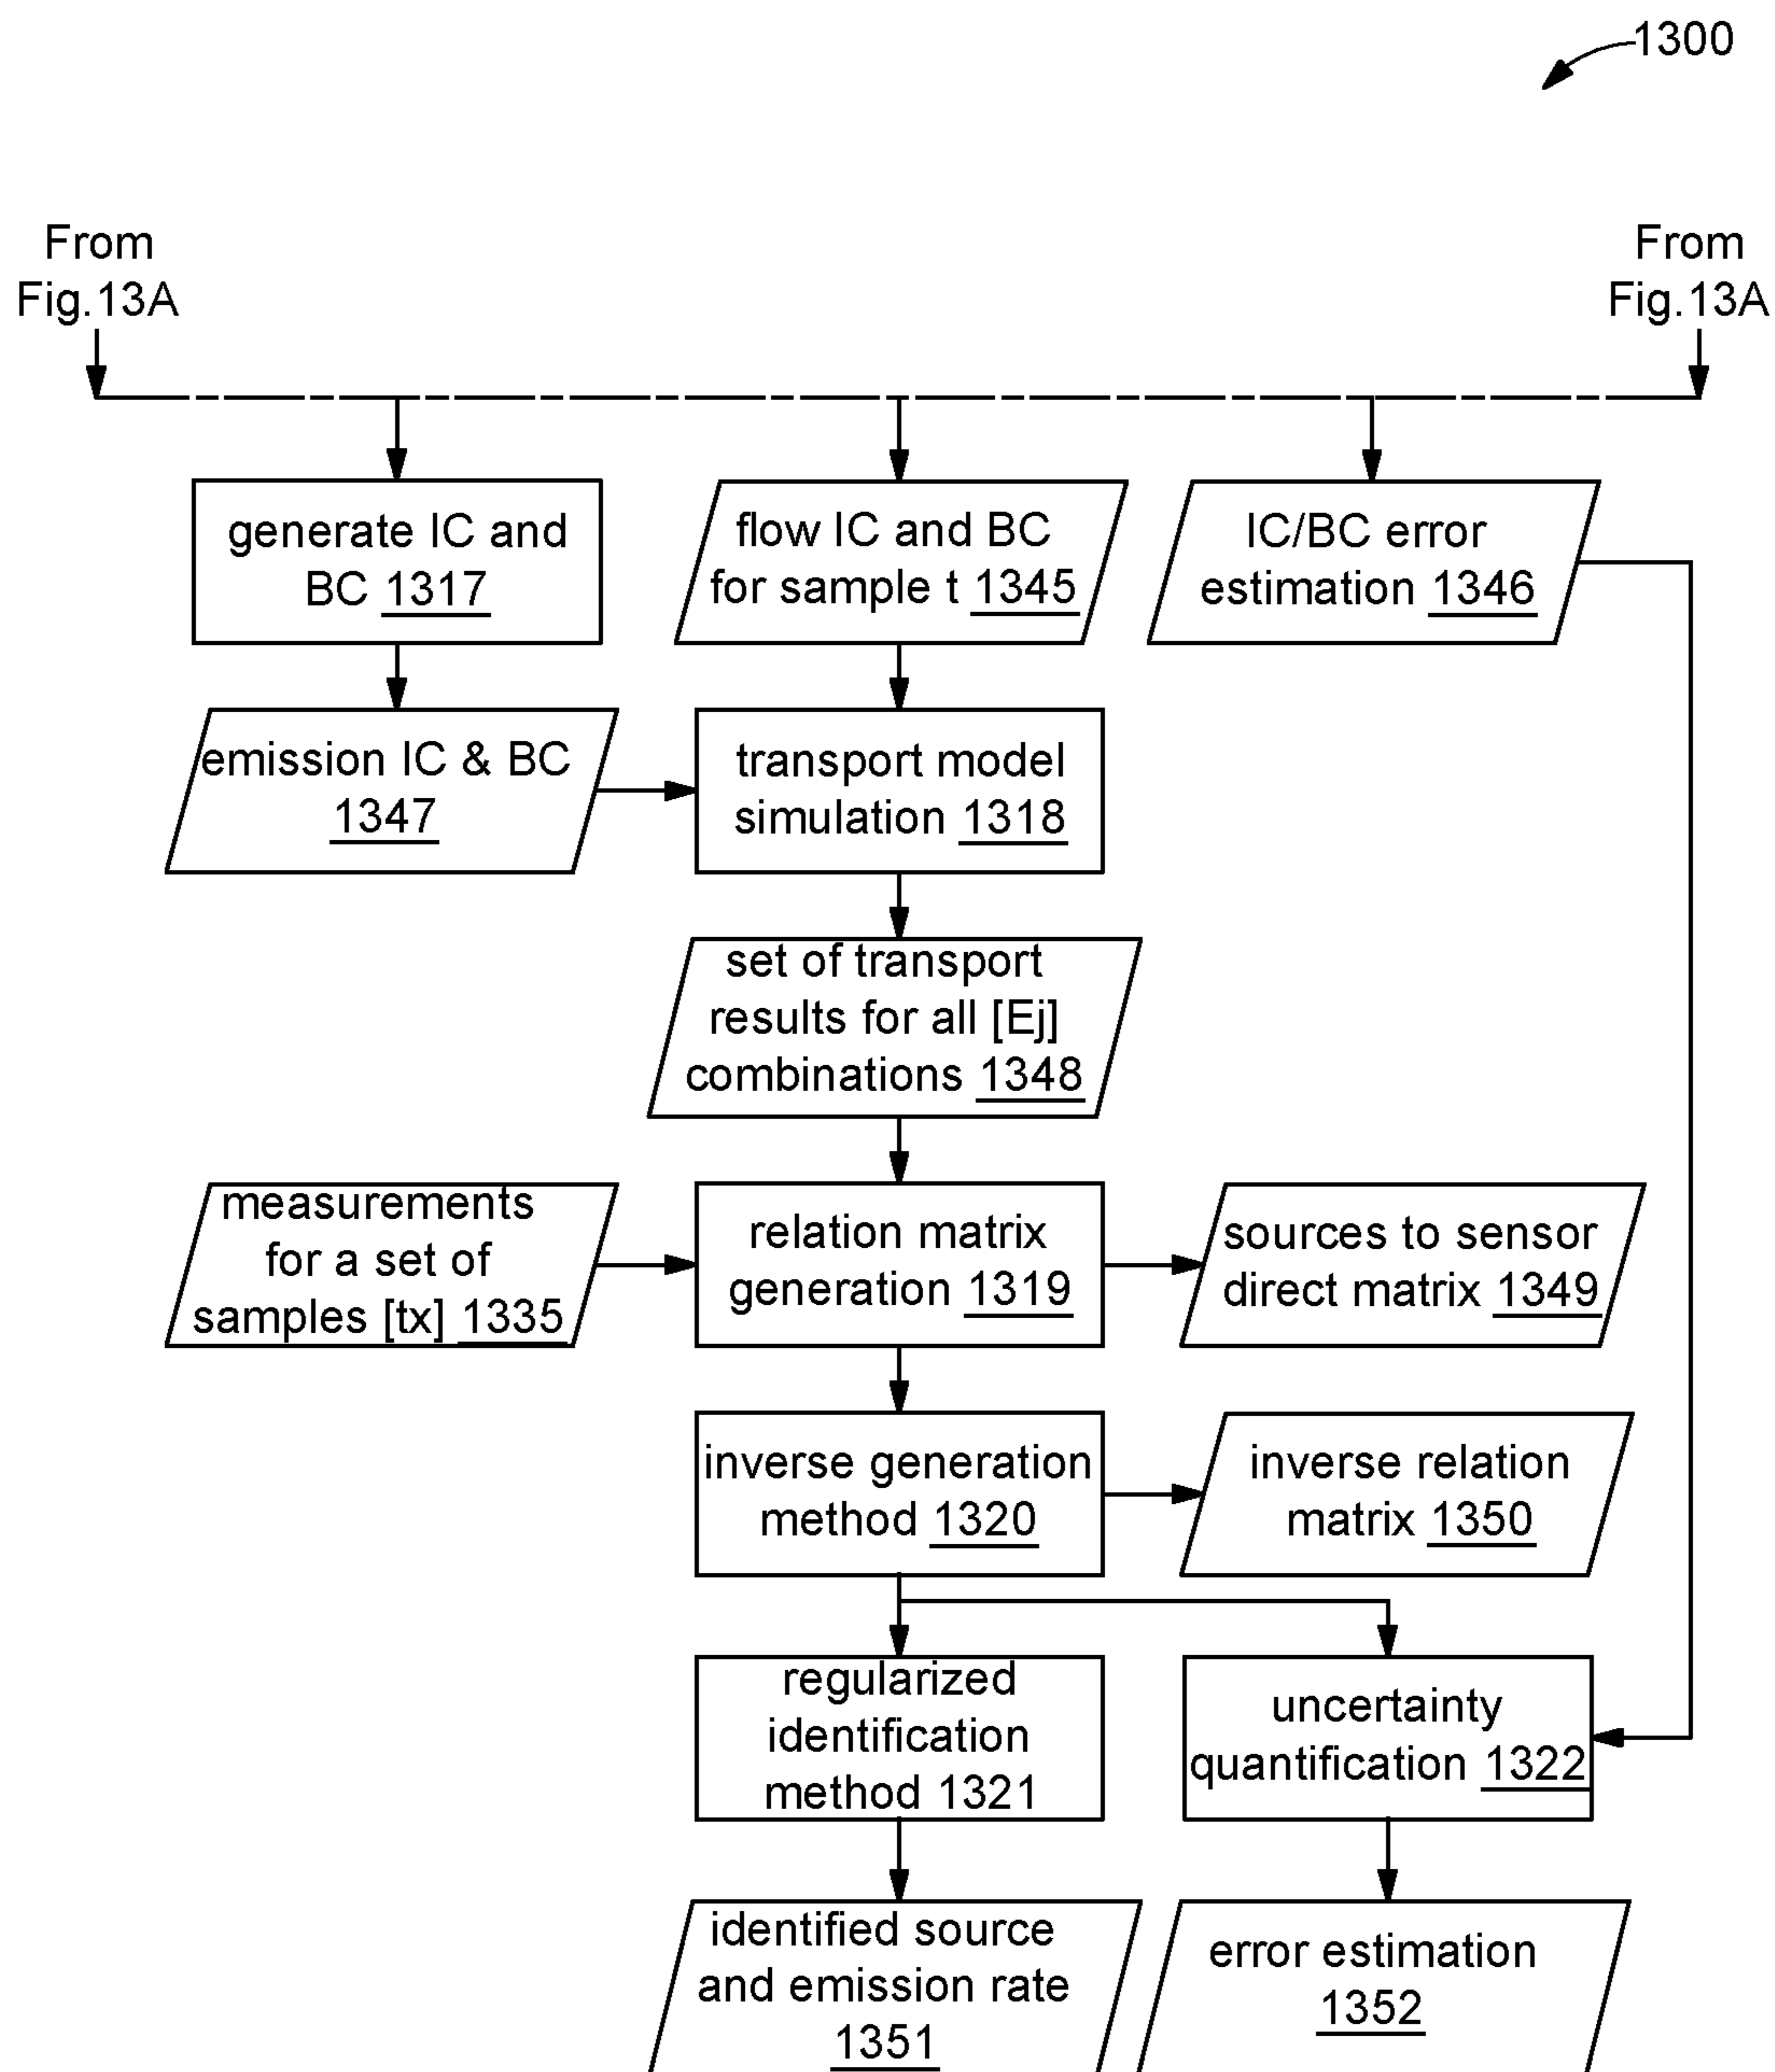 1300
From
Fig.13A
From
Fig.13A
generate IC and
BC 1317
flow IC and BC
for sample t 1345
IC/BC error
estimation 1346
emission IC & BC
1347
transport model
simulation 1318
set of transport
results for all [Ej]
combinations 1348
measurements
for a set of
samples [tx] 1335
relation matrix
generation 1319
sources to sensor
direct matrix 1349
inverse generation
method 1320
inverse relation
matrix 1350
regularized
identification
method 1321
uncertainty
quantification 1322
identified source
and emission rate
1351
error estimation
1352